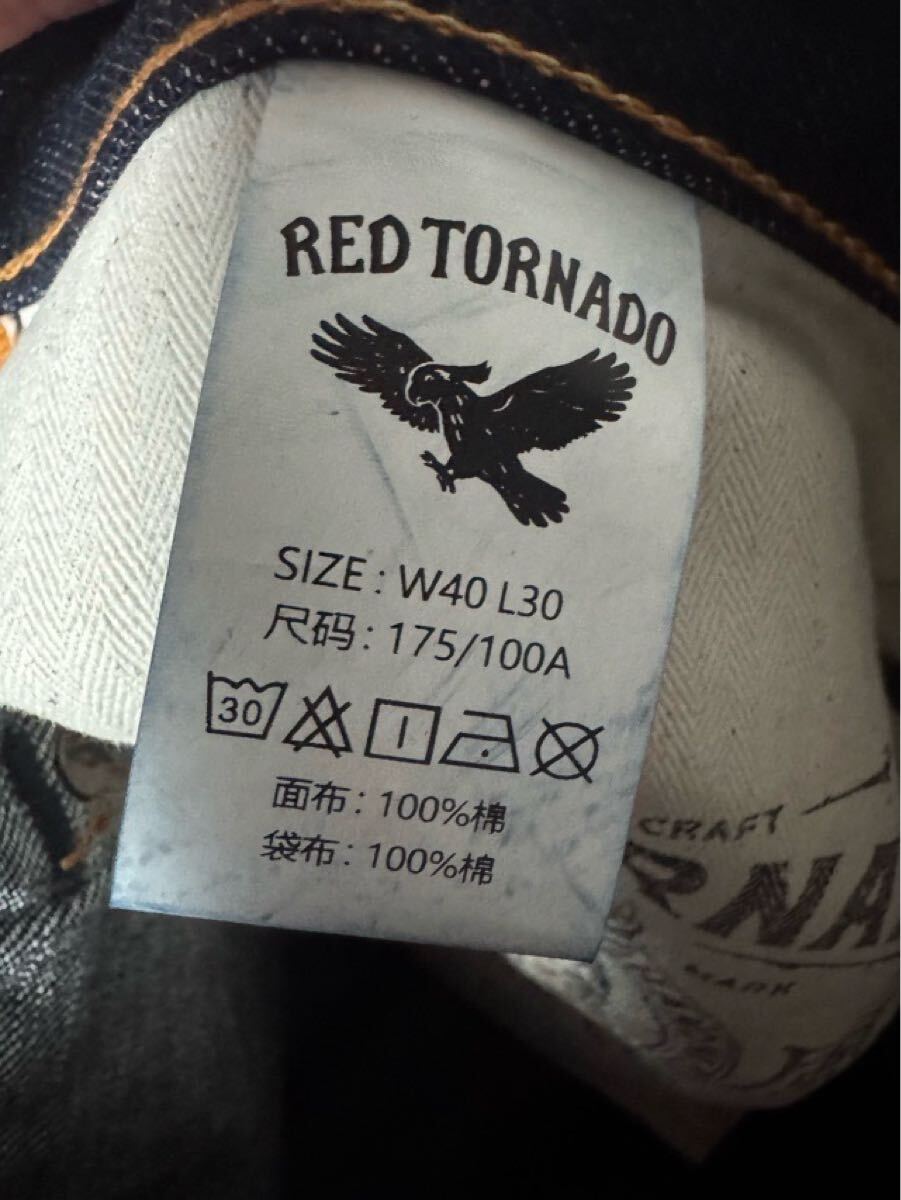 RED TORNADO
SIZE : W40 L30
尺码 : 175/100A
30
面布 : 100%棉
袋布 : 100%棉
CRAFT
RNA
MARK